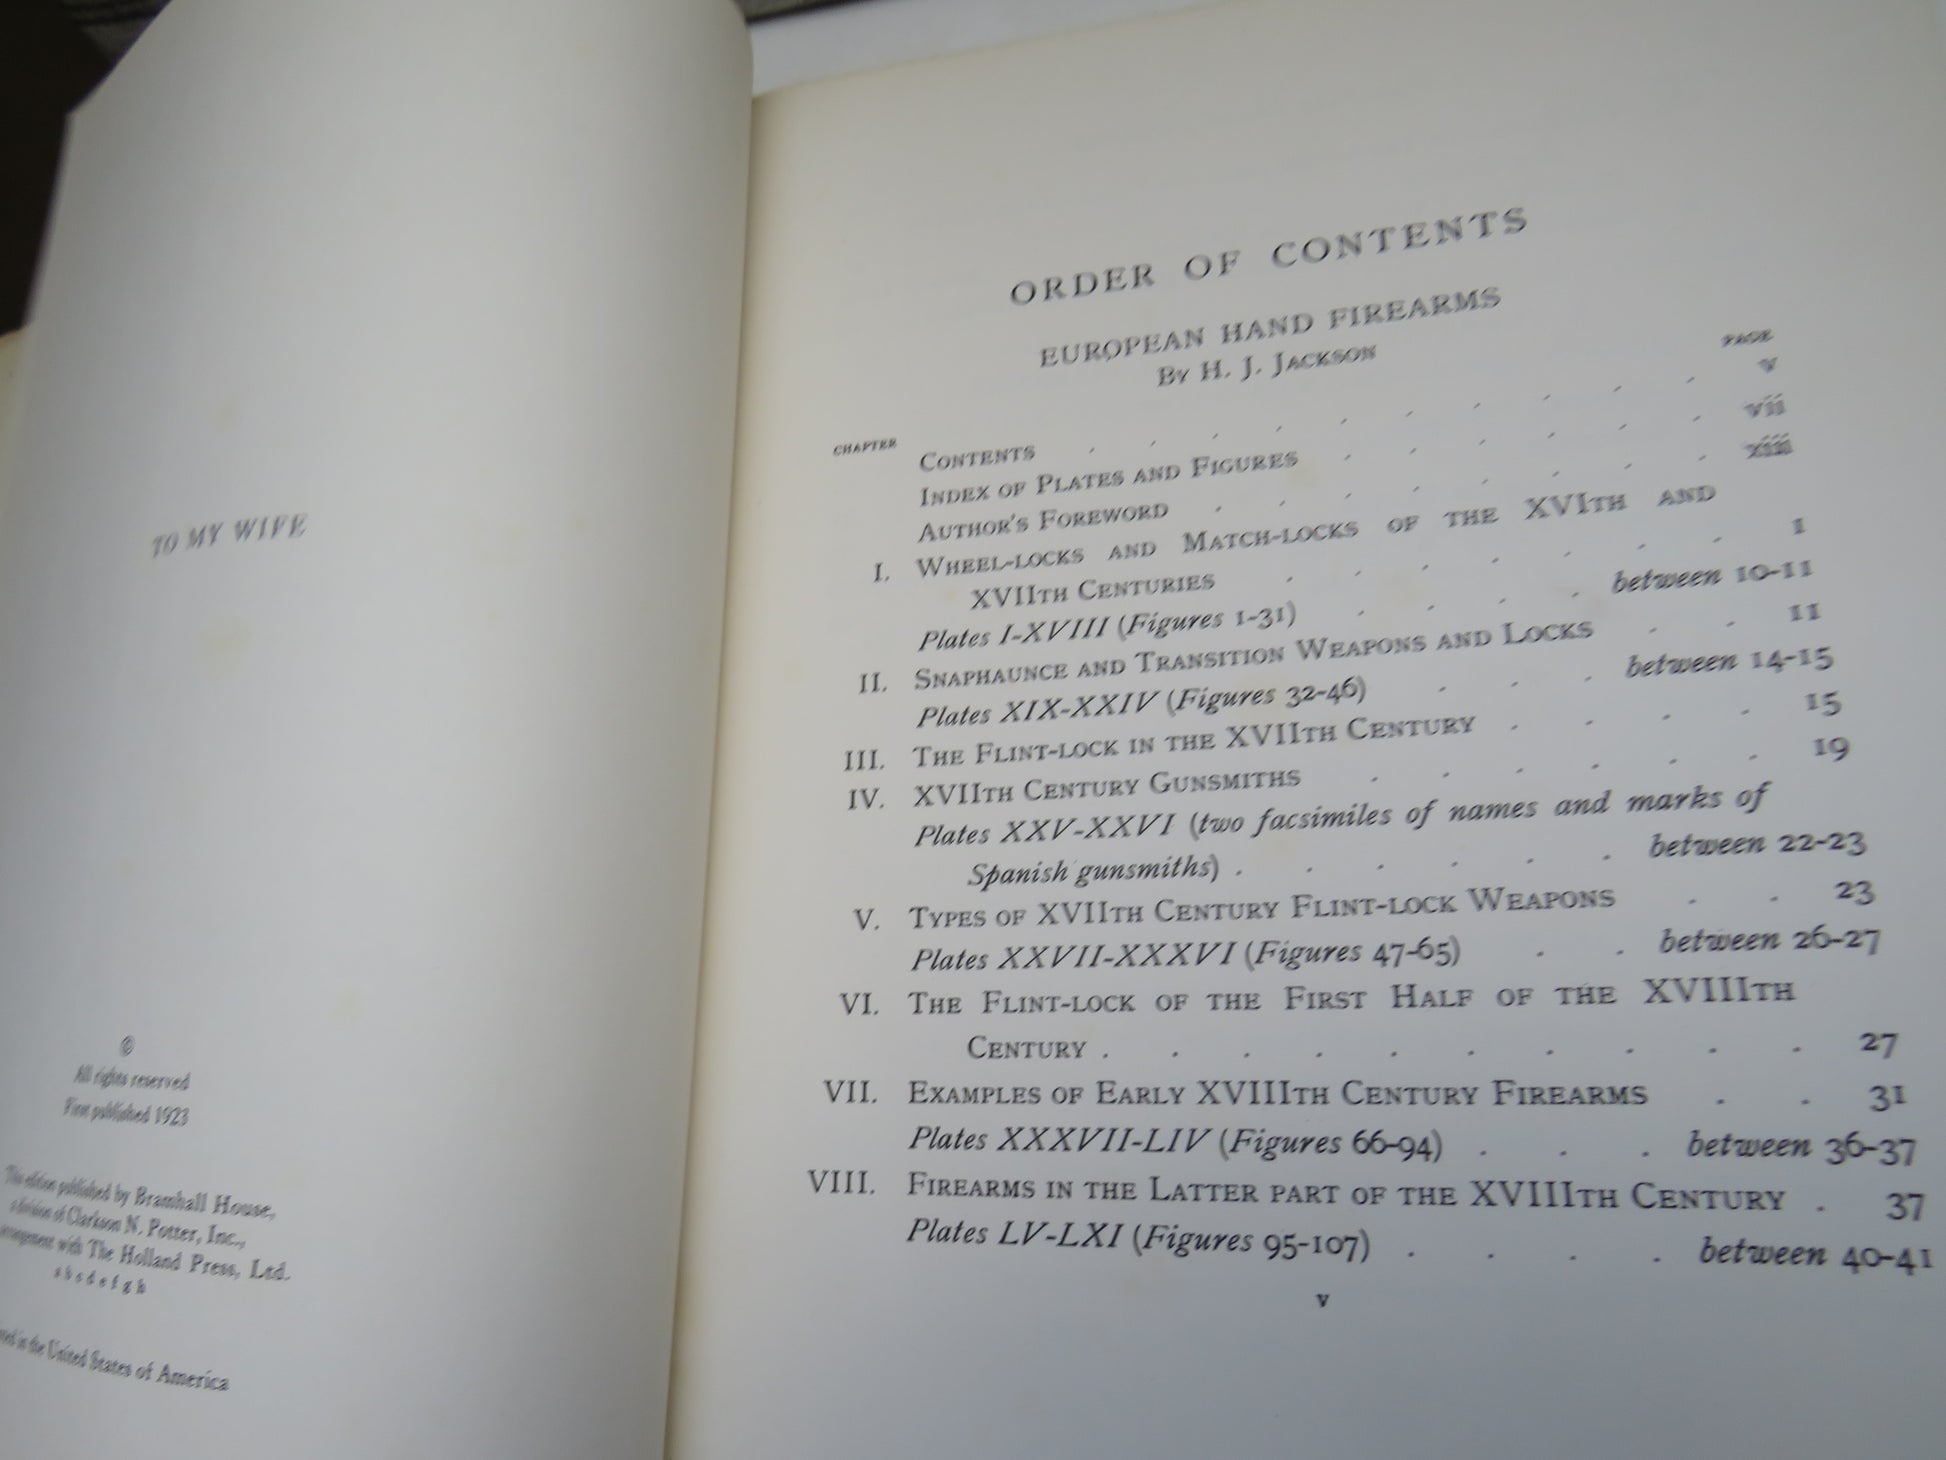 TO MY WIFE
©
All rights reserved
First published 1923
This edition published by Bramhall House,
a division of Clarkson N. Potter, Inc.,
arrangement with The Holland Press, Ltd.
a b c d e f g h
in the United States of America
ORDER OF CONTENTS
EUROPEAN HAND FIREARMS
BY H. J. JACKSON
CHAPTER PAGE
CONTENTS . . . . . . . . . . v
INDEX OF PLATES AND FIGURES . . . . . . vii
AUTHOR'S FOREWORD . . . . . . . . xiii
I. WHEEL-LOCKS AND MATCH-LOCKS OF THE XVITH AND
XVIITH CENTURIES . . . . . . . 1
Plates I-XVIII (Figures 1-31) . . . . between 10-11
II. SNAPHAUNCE AND TRANSITION WEAPONS AND LOCKS . . 11
Plates XIX-XXIV (Figures 32-46) . . . between 14-15
III. THE FLINT-LOCK IN THE XVIITH CENTURY . . . . 15
IV. XVIITH CENTURY GUNSMITHS . . . . . . 19
Plates XXV-XXVI (two facsimiles of names and marks of
Spanish gunsmiths) . . . . . . between 22-23
V. TYPES OF XVIITH CENTURY FLINT-LOCK WEAPONS . . 23
Plates XXVII-XXXVI (Figures 47-65) . . between 26-27
VI. THE FLINT-LOCK OF THE FIRST HALF OF THE XVIIITH
CENTURY . . . . . . . . . . 27
VII. EXAMPLES OF EARLY XVIIITH CENTURY FIREARMS . . 31
Plates XXXVII-LIV (Figures 66-94) . . . between 36-37
VIII. FIREARMS IN THE LATTER PART OF THE XVIIITH CENTURY . 37
Plates LV-LXI (Figures 95-107) . . . . between 40-41
v